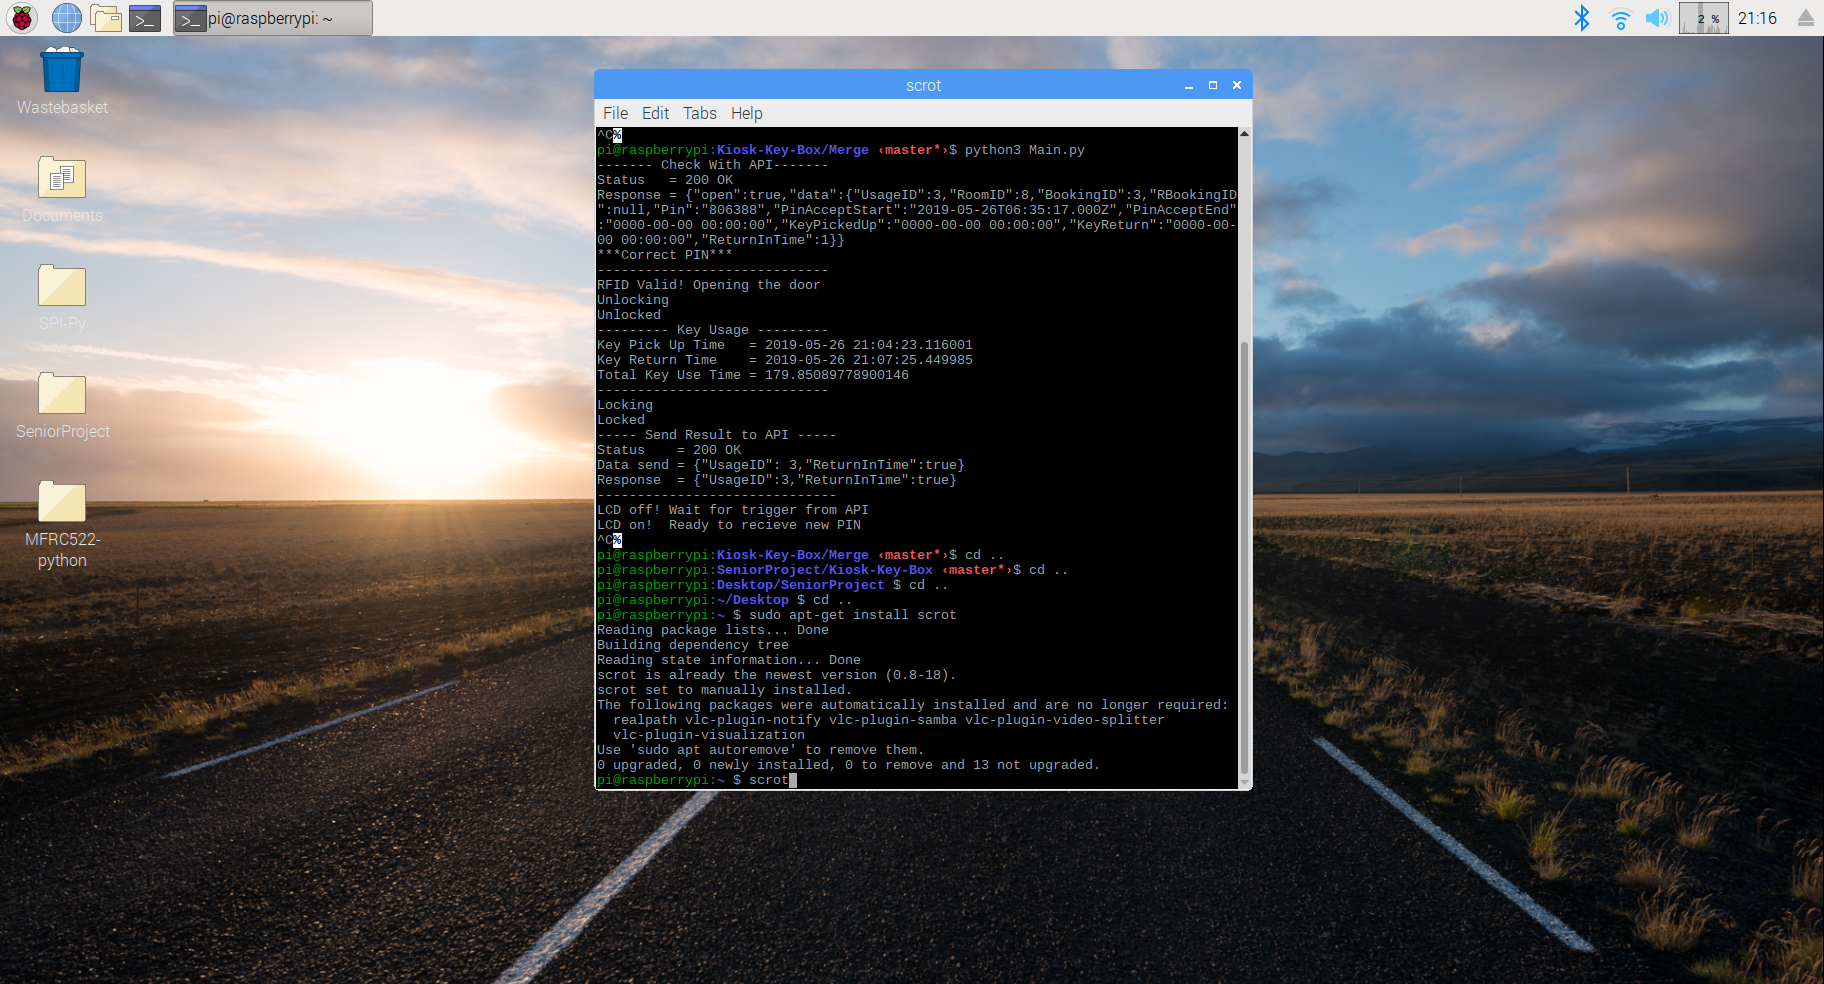 pi@raspberrypi: ~
2 %
21:16
Wastebasket
Documents
SPI-Py
SeniorProject
MFRC522-
python
scrot
File Edit Tabs Help
^C%
pi@raspberrypi:Kiosk-Key-Box/Merge ‹master*›$ python3 Main.py
------- Check With API-------
Status   = 200 OK
Response = {"open":true,"data":{"UsageID":3,"RoomID":8,"BookingID":3,"RBookingID
":null,"Pin":"806388","PinAcceptStart":"2019-05-26T06:35:17.000Z","PinAcceptEnd"
:"0000-00-00 00:00:00","KeyPickedUp":"0000-00-00 00:00:00","KeyReturn":"0000-00-
00 00:00:00","ReturnInTime":1}}
***Correct PIN***
-----------------------------
RFID Valid! Opening the door
Unlocking
Unlocked
--------- Key Usage ---------
Key Pick Up Time   = 2019-05-26 21:04:23.116001
Key Return Time    = 2019-05-26 21:07:25.449985
Total Key Use Time = 179.85089778900146
-----------------------------
Locking
Locked
----- Send Result to API -----
Status    = 200 OK
Data send = {"UsageID": 3,"ReturnInTime":true}
Response  = {"UsageID":3,"ReturnInTime":true}
------------------------------
LCD off! Wait for trigger from API
LCD on!  Ready to recieve new PIN
^C%
pi@raspberrypi:Kiosk-Key-Box/Merge ‹master*›$ cd ..
pi@raspberrypi:SeniorProject/Kiosk-Key-Box ‹master*›$ cd ..
pi@raspberrypi:Desktop/SeniorProject $ cd ..
pi@raspberrypi:~/Desktop $ cd ..
pi@raspberrypi:~ $ sudo apt-get install scrot
Reading package lists... Done
Building dependency tree
Reading state information... Done
scrot is already the newest version (0.8-18).
scrot set to manually installed.
The following packages were automatically installed and are no longer required:
  realpath vlc-plugin-notify vlc-plugin-samba vlc-plugin-video-splitter
  vlc-plugin-visualization
Use 'sudo apt autoremove' to remove them.
0 upgraded, 0 newly installed, 0 to remove and 13 not upgraded.
pi@raspberrypi:~ $ scrot